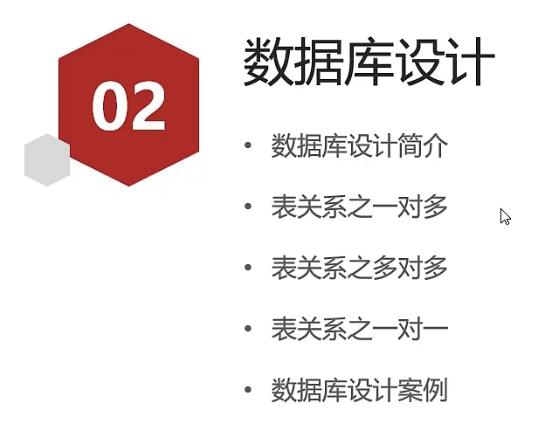 02
数据库设计
• 数据库设计简介
• 表关系之一对多
• 表关系之多对多
• 表关系之一对一
• 数据库设计案例